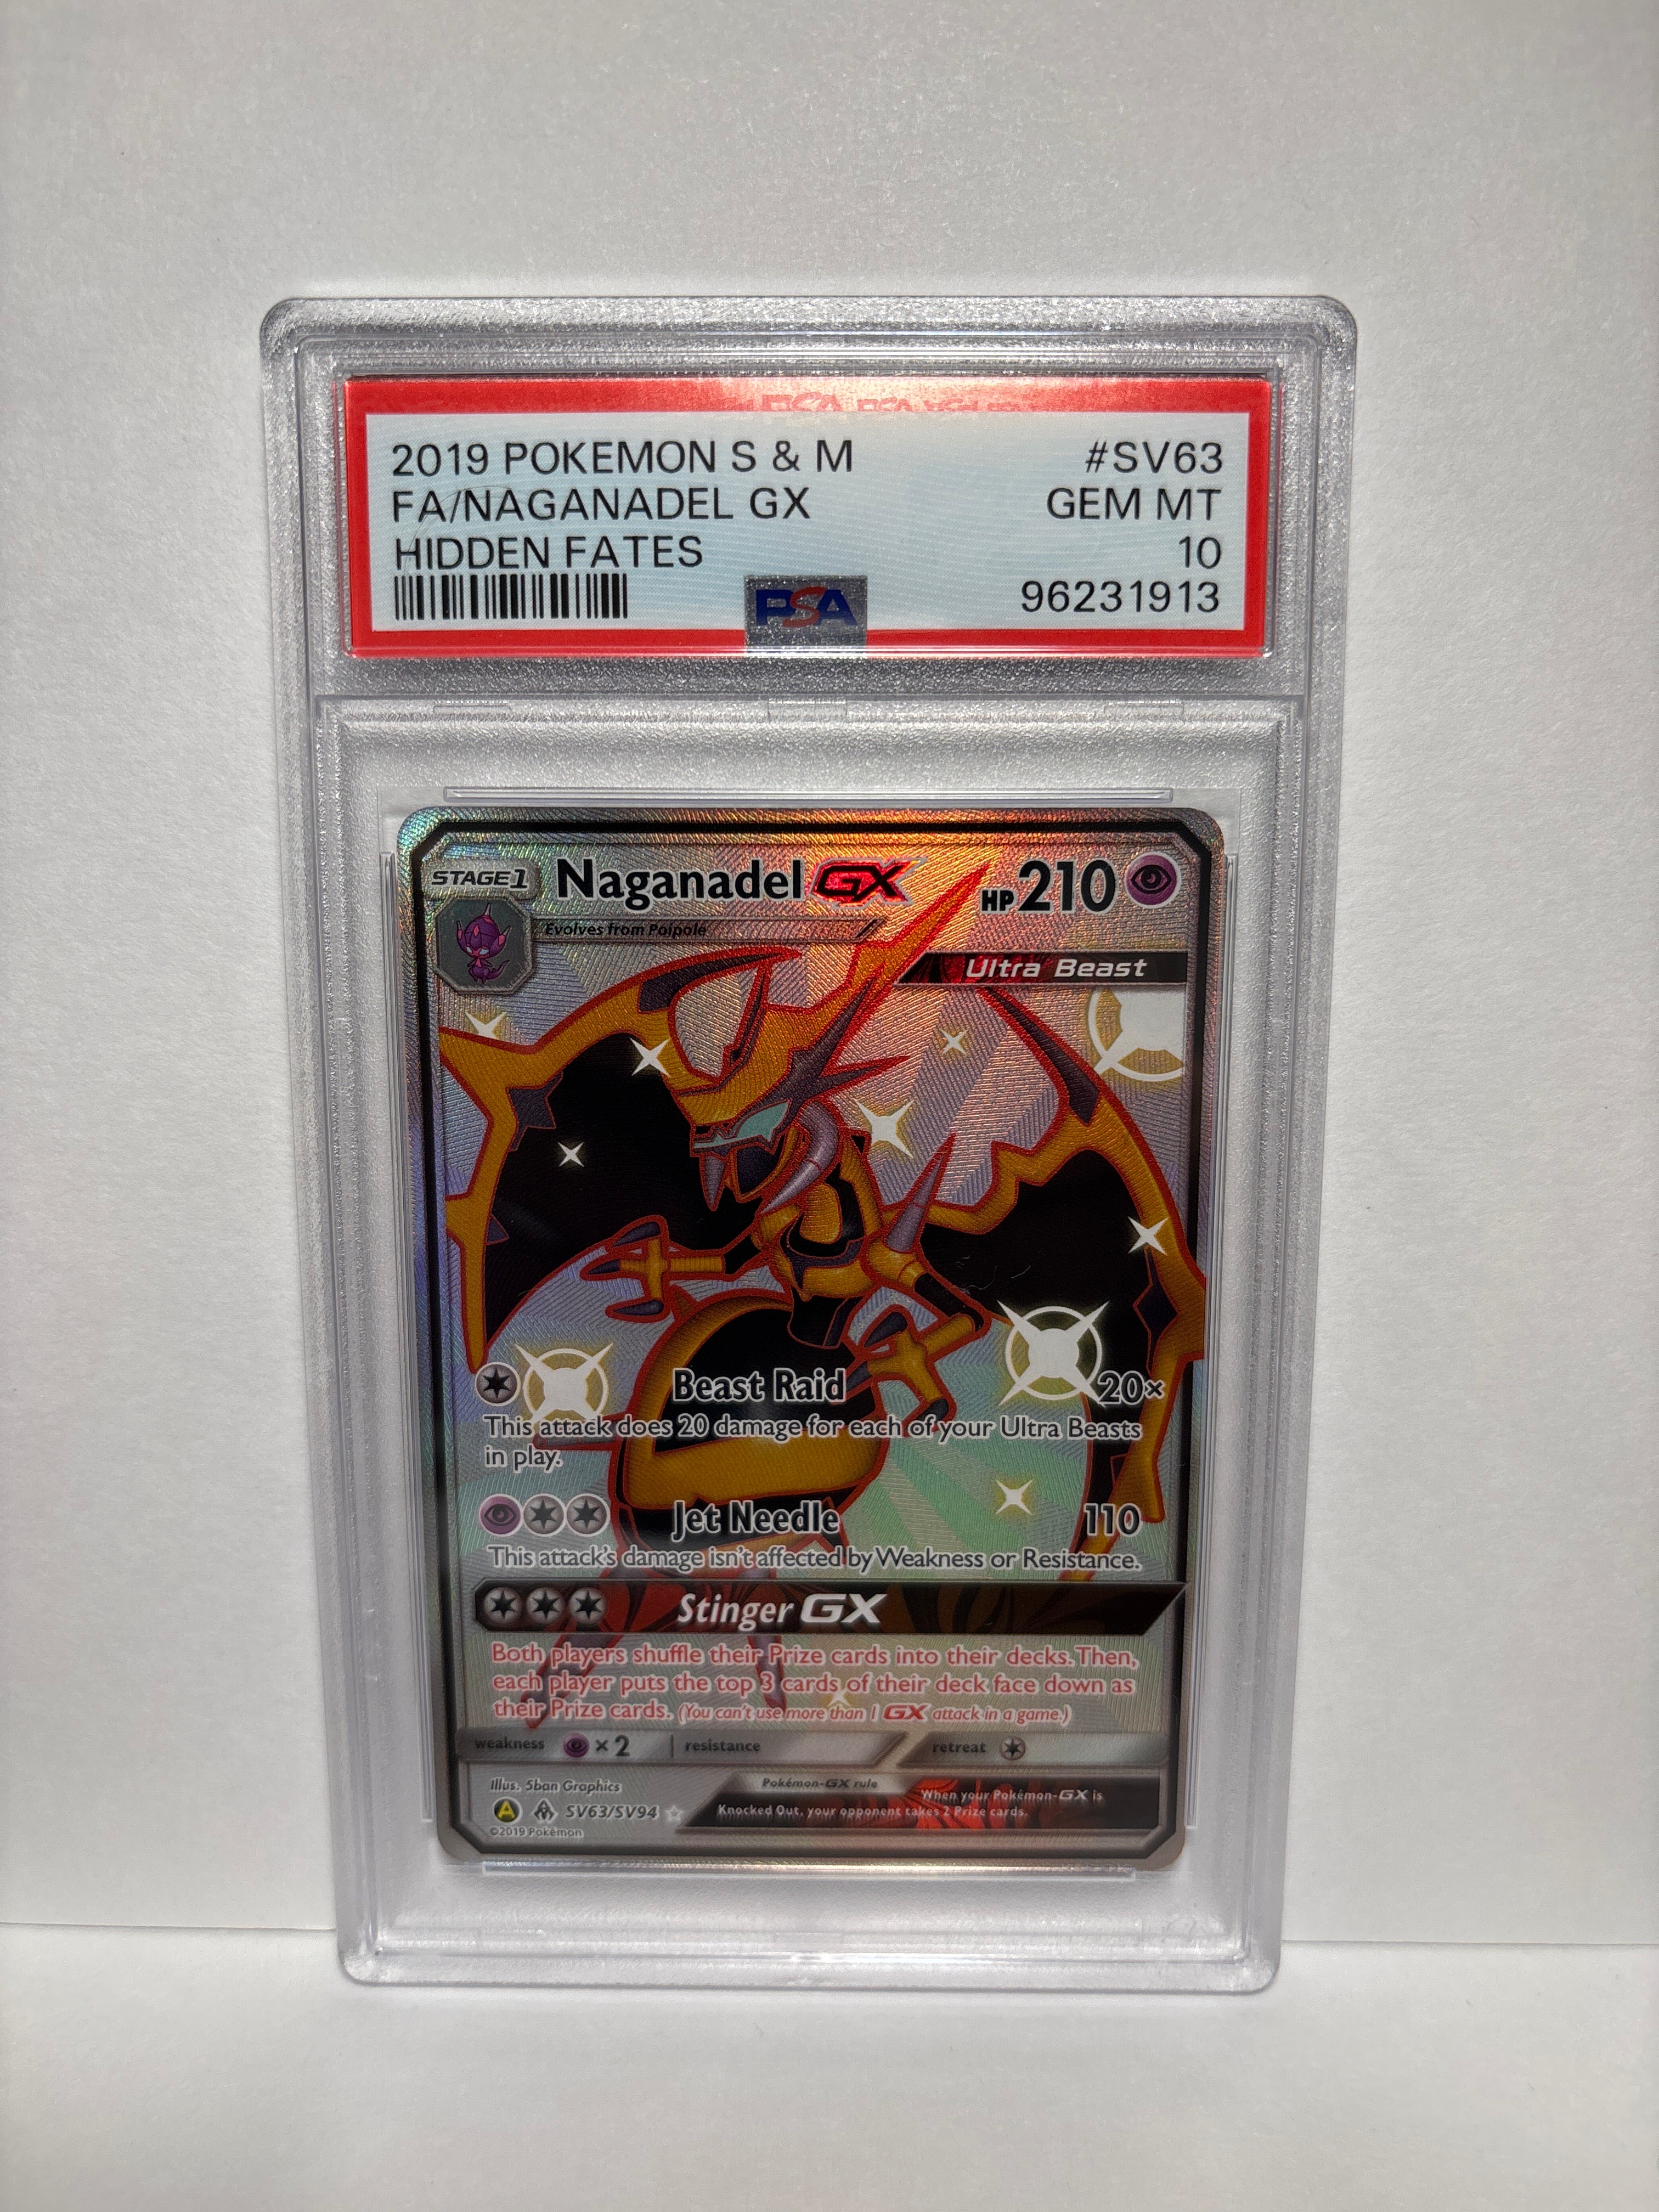 PSA PSA
2019 POKEMON S & M #SV63
FA/NAGANADEL GX GEM MT
HIDDEN FATES 10
PSA 96231913
STAGE 1 Naganadel GX HP 210
Evolves from Poipole
Ultra Beast
Beast Raid 20×
This attack does 20 damage for each of your Ultra Beasts
in play.
Jet Needle 110
This attack's damage isn't affected by Weakness or Resistance.
Stinger GX
Both players shuffle their Prize cards into their decks. Then,
each player puts the top 3 cards of their deck face down as
their Prize cards. (You can't use more than 1 GX attack in a game.)
weakness × 2 resistance retreat
Illus. 5ban Graphics Pokémon-GX rule When your Pokémon-GX is
A SV63/SV94 Knocked Out, your opponent takes 2 Prize cards.
©2019 Pokémon